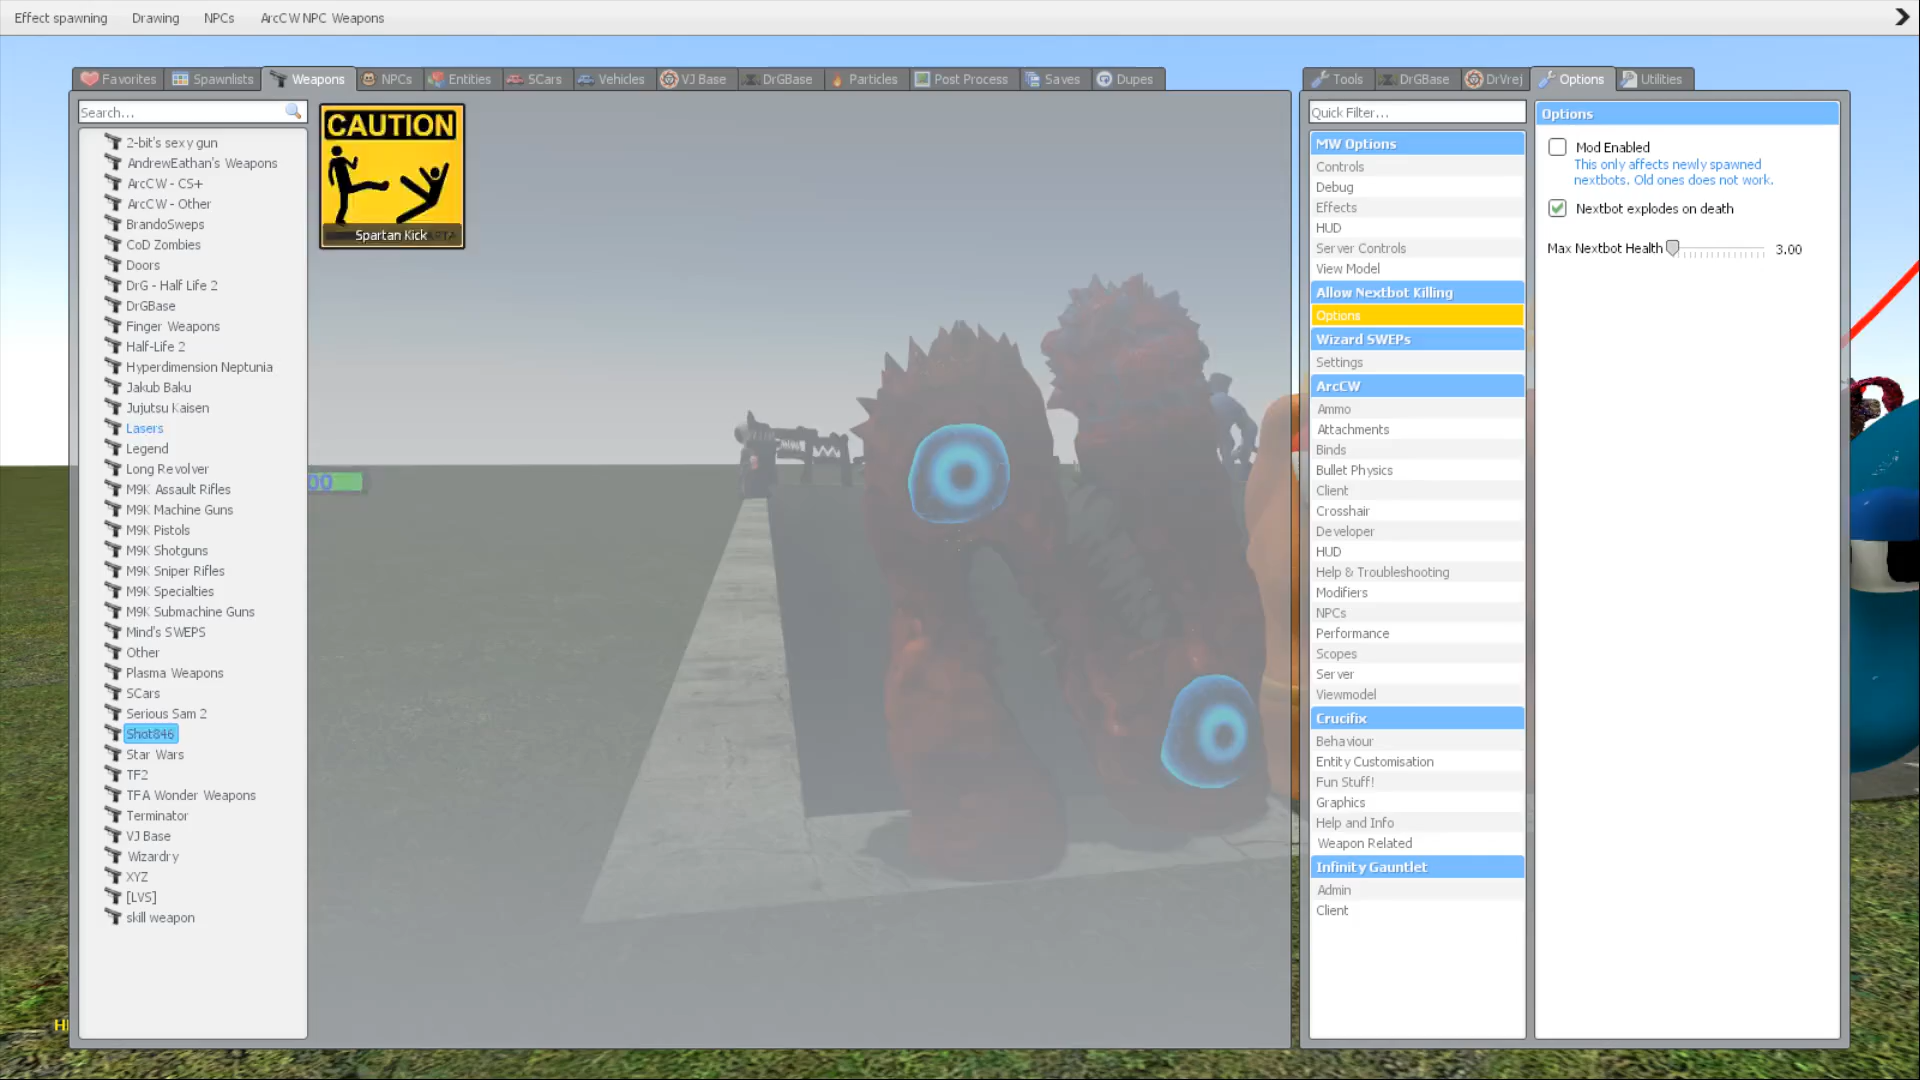 Effect spawning Drawing NPCs ArcCW NPC Weapons
Favorites Spawnlists Weapons NPCs Entities SCars Vehicles VJ Base DrGBase Particles Post Process Saves Dupes
Search...
2-bit's sexy gun
AndrewEathan's Weapons
ArcCW - CS+
ArcCW - Other
BrandoSweps
CoD Zombies
Doors
DrG - Half Life 2
DrGBase
Finger Weapons
Half-Life 2
Hyperdimension Neptunia
Jakub Baku
Jujutsu Kaisen
Lasers
Legend
Long Revolver
M9K Assault Rifles
M9K Machine Guns
M9K Pistols
M9K Shotguns
M9K Sniper Rifles
M9K Specialties
M9K Submachine Guns
Mind's SWEPS
Other
Plasma Weapons
SCars
Serious Sam 2
Shot846
Star Wars
TF2
TFA Wonder Weapons
Terminator
VJ Base
Wizardry
XYZ
[LVS]
skill weapon
CAUTION
Spartan Kick
00
Tools DrGBase DrVrej Options Utilities
Quick Filter...
MW Options
Controls
Debug
Effects
HUD
Server Controls
View Model
Allow Nextbot Killing
Options
Wizard SWEPs
Settings
ArcCW
Ammo
Attachments
Binds
Bullet Physics
Client
Crosshair
Developer
HUD
Help & Troubleshooting
Modifiers
NPCs
Performance
Scopes
Server
Viewmodel
Crucifix
Behaviour
Entity Customisation
Fun Stuff!
Graphics
Help and Info
Weapon Related
Infinity Gauntlet
Admin
Client
Options
Mod Enabled
This only affects newly spawned
nextbots. Old ones does not work.
Nextbot explodes on death
Max Nextbot Health 3.00